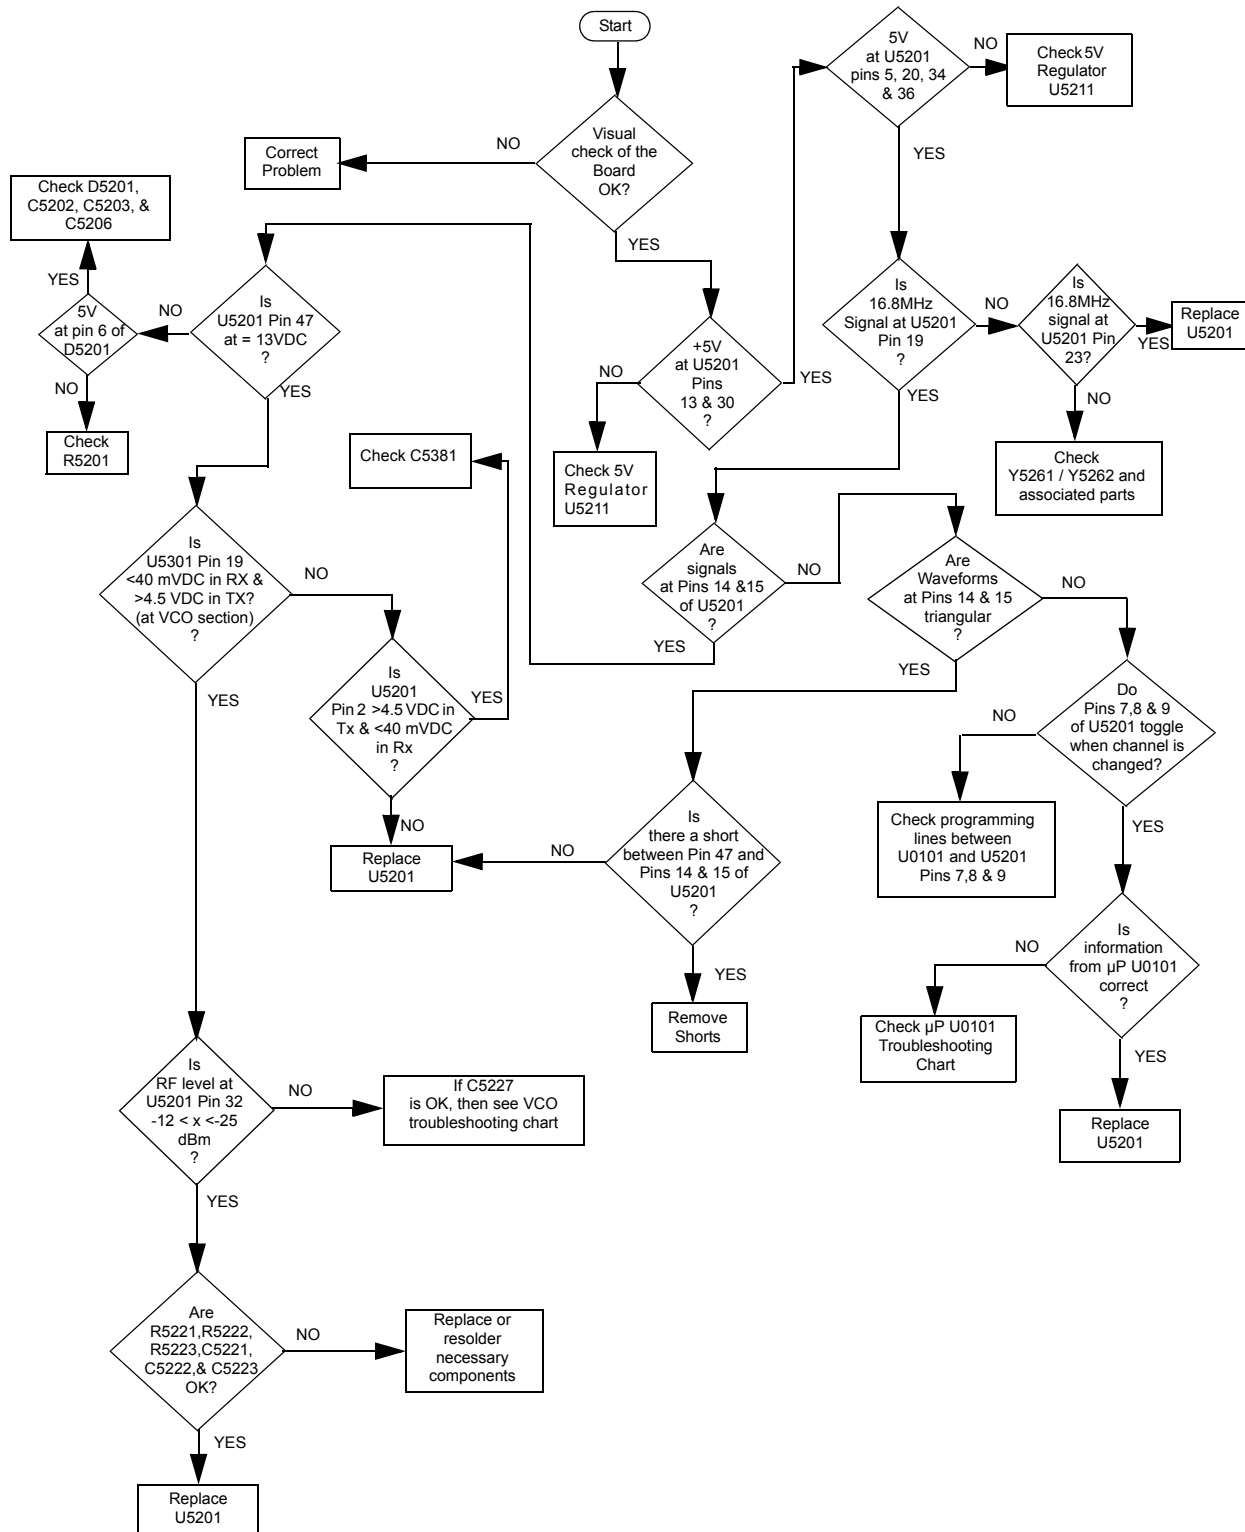 Start
5V
at U5201
pins 5, 20, 34
& 36
NO
Check 5V
Regulator
U5211
YES
Visual
check of the
Board
OK?
NO
Correct
Problem
YES
Check D5201,
C5202, C5203, &
C5206
YES
5V
at pin 6 of
D5201
NO
NO
Check
R5201
Is
U5201 Pin 47
at = 13VDC
?
YES
+5V
at U5201
Pins
13 & 30
?
NO
YES
Check 5V
Regulator
U5211
Is
16.8MHz
Signal at U5201
Pin 19
?
NO
YES
Is
16.8MHz
signal at
U5201 Pin
23?
YES
Replace
U5201
NO
Check
Y5261 / Y5262 and
associated parts
Check C5381
Is
U5301 Pin 19
<40 mVDC in RX &
>4.5 VDC in TX?
(at VCO section)
?
NO
YES
Is
U5201
Pin 2 >4.5 VDC in
Tx & <40 mVDC
in Rx
?
YES
NO
Replace
U5201
Are
signals
at Pins 14 &15
of U5201
?
NO
YES
Are
Waveforms
at Pins 14 & 15
triangular
?
NO
YES
Is
there a short
between Pin 47 and
Pins 14 & 15 of
U5201
?
NO
YES
Remove
Shorts
Do
Pins 7,8 & 9
of U5201 toggle
when channel is
changed?
NO
YES
Check programming
lines between
U0101 and U5201
Pins 7,8 & 9
Is
information
from µP U0101
correct
?
NO
YES
Check µP U0101
Troubleshooting
Chart
Replace
U5201
Is
RF level at
U5201 Pin 32
-12 < x <-25
dBm
?
NO
YES
If C5227
is OK, then see VCO
troubleshooting chart
Are
R5221,R5222,
R5223,C5221,
C5222,& C5223
OK?
NO
YES
Replace or
resolder
necessary
components
Replace
U5201